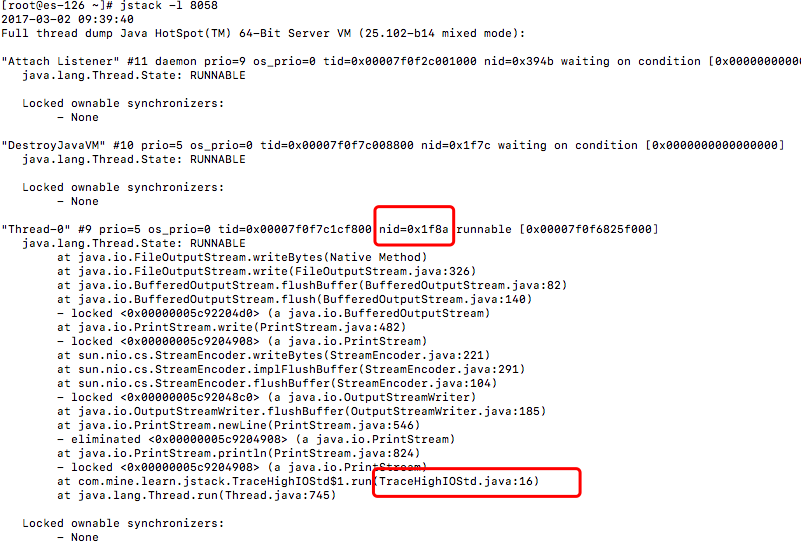 [root@es-126 ~]# jstack -l 8058
2017-03-02 09:39:40
Full thread dump Java HotSpot(TM) 64-Bit Server VM (25.102-b14 mixed mode):

"Attach Listener" #11 daemon prio=9 os_prio=0 tid=0x00007f0f2c001000 nid=0x394b waiting on condition [0x00000000000
   java.lang.Thread.State: RUNNABLE

   Locked ownable synchronizers:
        - None

"DestroyJavaVM" #10 prio=5 os_prio=0 tid=0x00007f0f7c008800 nid=0x1f7c waiting on condition [0x0000000000000000]
   java.lang.Thread.State: RUNNABLE

   Locked ownable synchronizers:
        - None

"Thread-0" #9 prio=5 os_prio=0 tid=0x00007f0f7c1cf800 nid=0x1f8a runnable [0x00007f0f6825f000]
   java.lang.Thread.State: RUNNABLE
        at java.io.FileOutputStream.writeBytes(Native Method)
        at java.io.FileOutputStream.write(FileOutputStream.java:326)
        at java.io.BufferedOutputStream.flushBuffer(BufferedOutputStream.java:82)
        at java.io.BufferedOutputStream.flush(BufferedOutputStream.java:140)
        - locked <0x00000005c92204d0> (a java.io.BufferedOutputStream)
        at java.io.PrintStream.write(PrintStream.java:482)
        - locked <0x00000005c9204908> (a java.io.PrintStream)
        at sun.nio.cs.StreamEncoder.writeBytes(StreamEncoder.java:221)
        at sun.nio.cs.StreamEncoder.implFlushBuffer(StreamEncoder.java:291)
        at sun.nio.cs.StreamEncoder.flushBuffer(StreamEncoder.java:104)
        - locked <0x00000005c92048c0> (a java.io.OutputStreamWriter)
        at java.io.OutputStreamWriter.flushBuffer(OutputStreamWriter.java:185)
        at java.io.PrintStream.newLine(PrintStream.java:546)
        - eliminated <0x00000005c9204908> (a java.io.PrintStream)
        at java.io.PrintStream.println(PrintStream.java:824)
        - locked <0x00000005c9204908> (a java.io.PrintStream)
        at com.mine.learn.jstack.TraceHighIOStd$1.run(TraceHighIOStd.java:16)
        at java.lang.Thread.run(Thread.java:745)

   Locked ownable synchronizers:
        - None